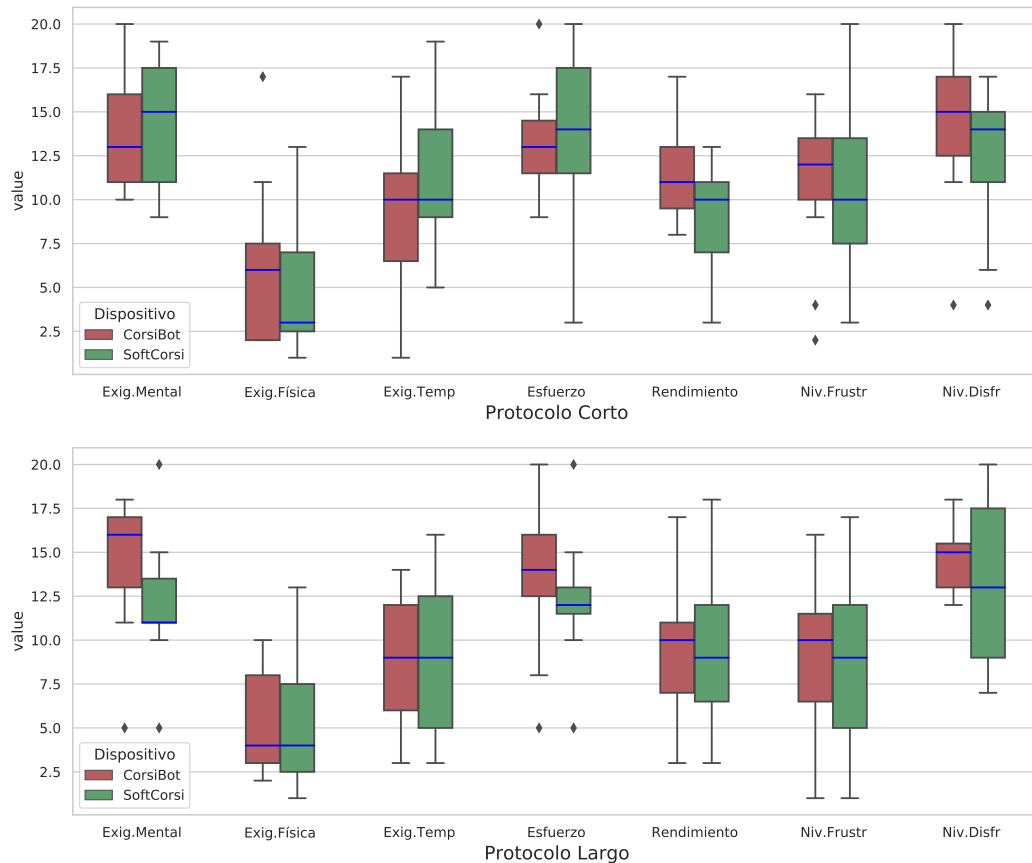 20.0
17.5
15.0
12.5
10.0
7.5
5.0
2.5
value
Dispositivo
CorsiBot
SoftCorsi
Exig.Mental Exig.Física Exig.Temp Esfuerzo Rendimiento Niv.Frustr Niv.Disfr
Protocolo Corto
20.0
17.5
15.0
12.5
10.0
7.5
5.0
2.5
value
Dispositivo
CorsiBot
SoftCorsi
Exig.Mental Exig.Física Exig.Temp Esfuerzo Rendimiento Niv.Frustr Niv.Disfr
Protocolo Largo